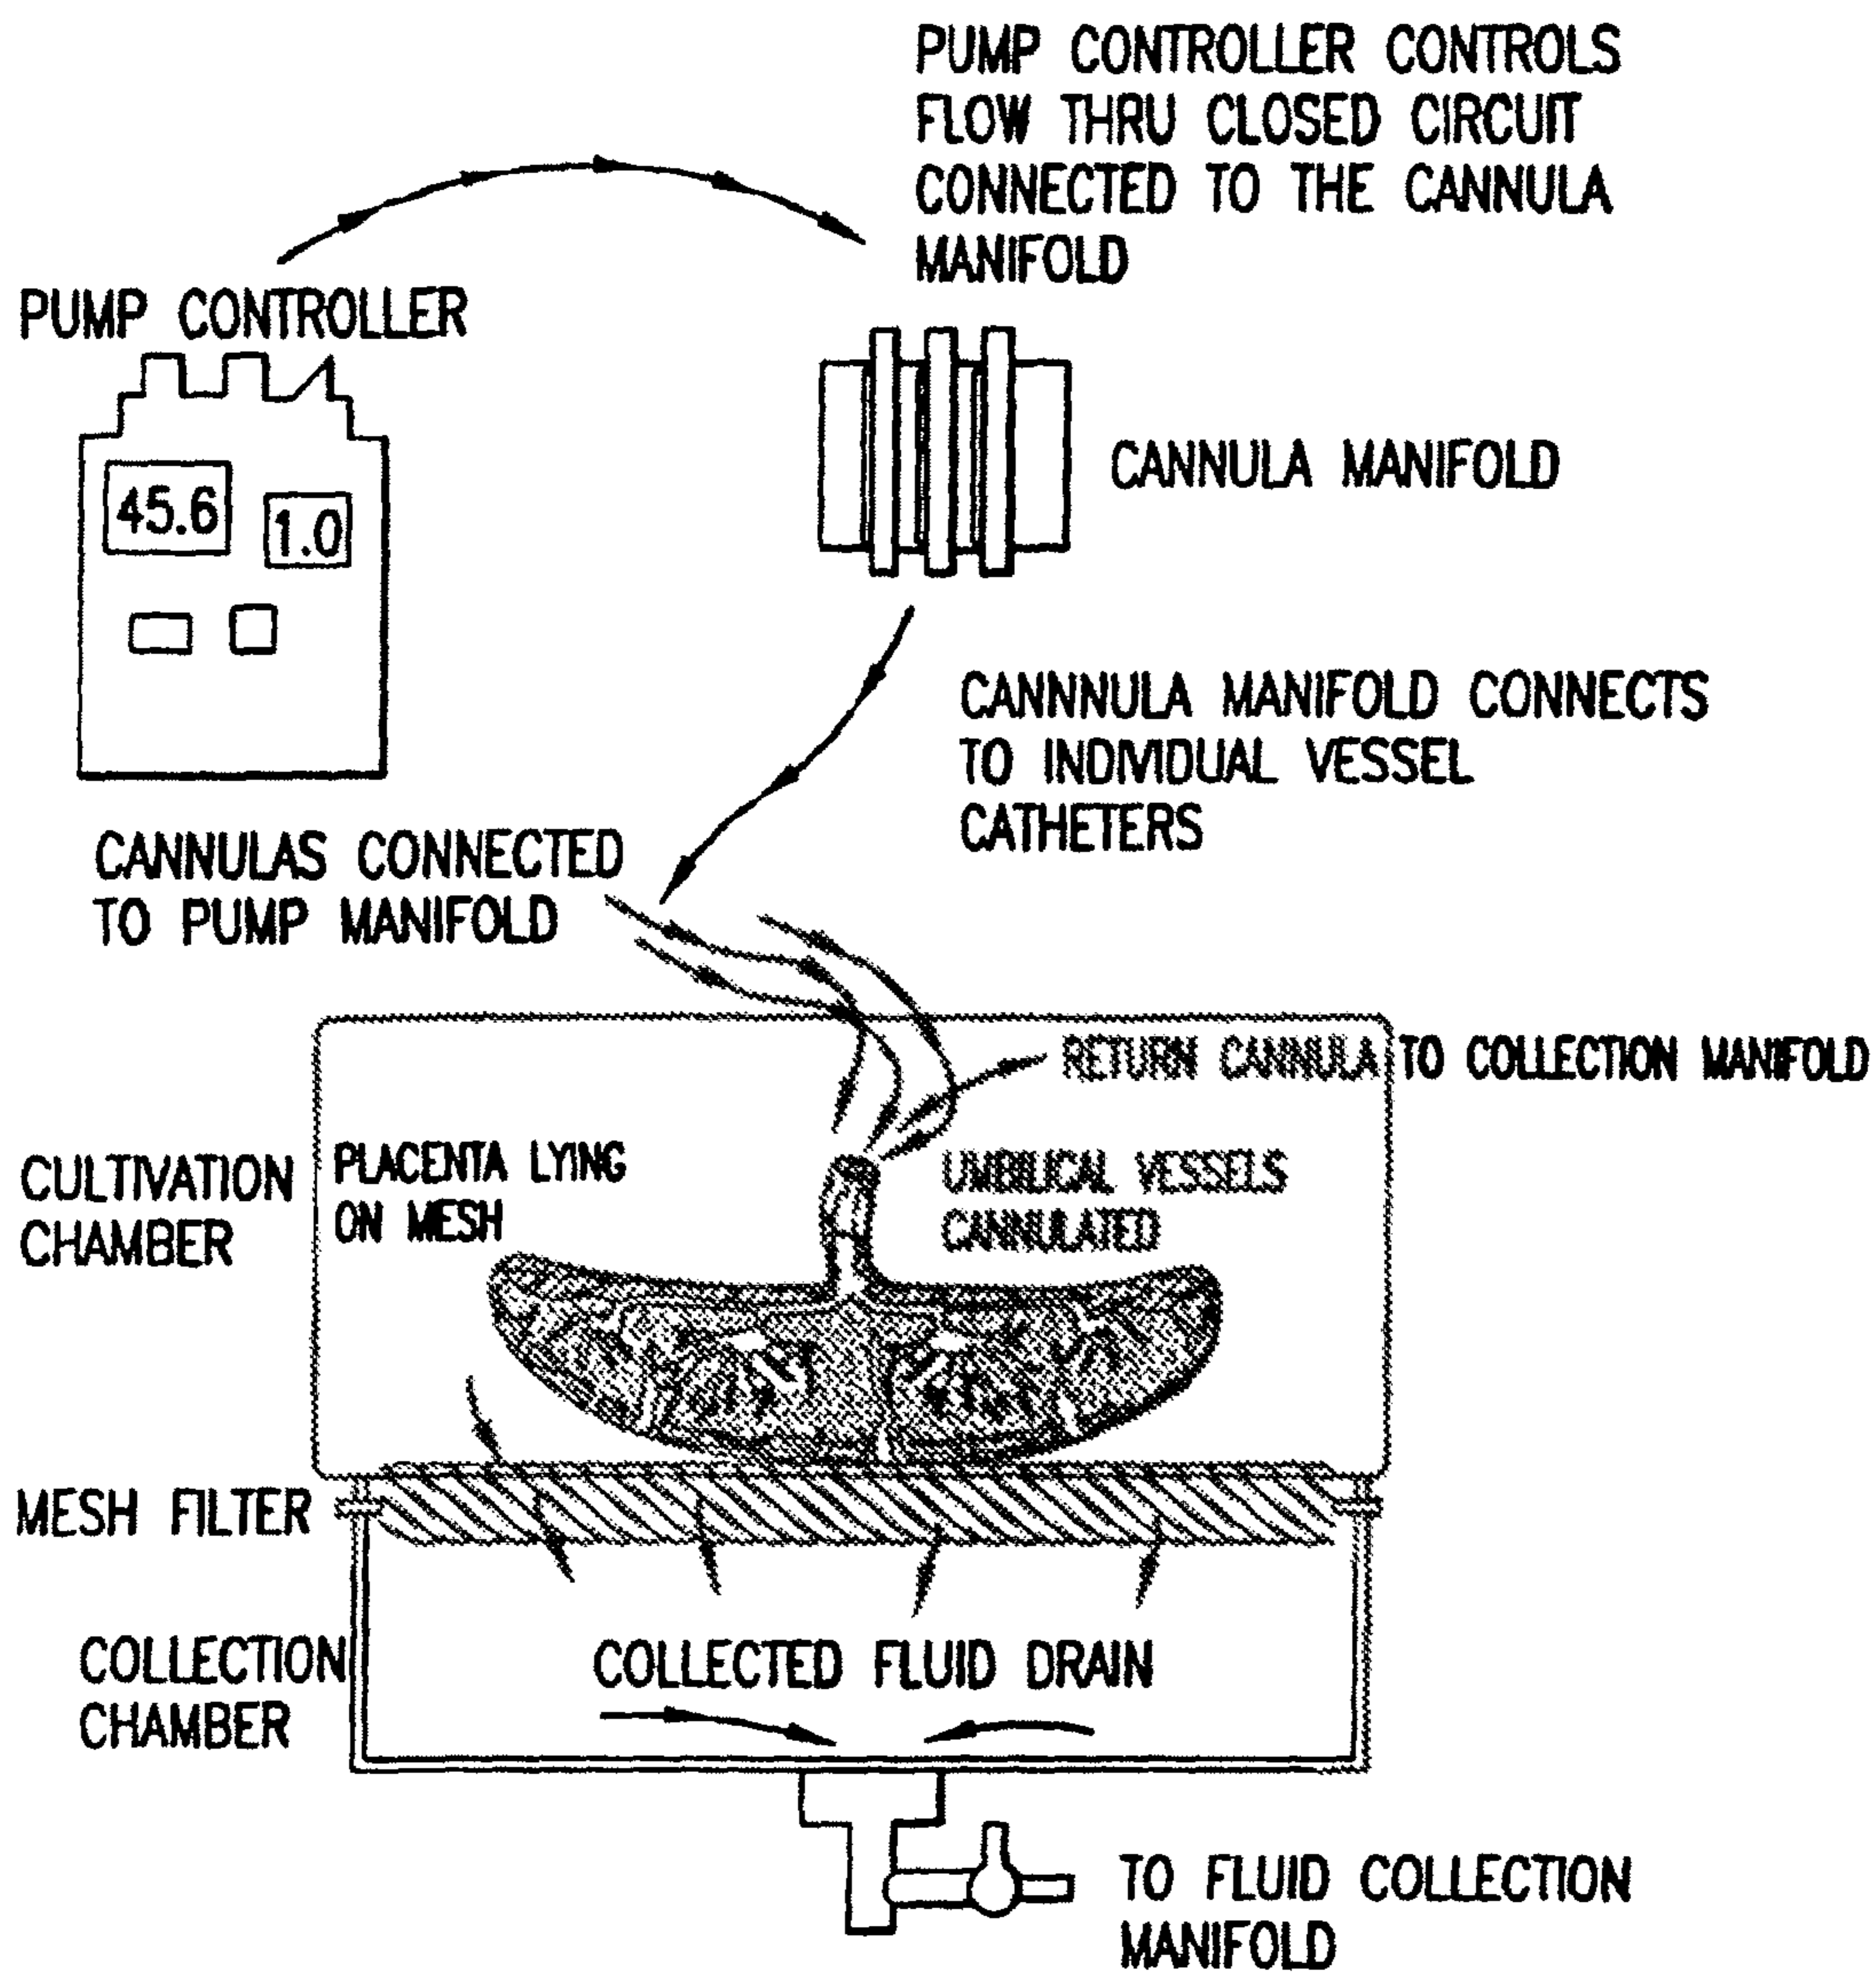 PUMP CONTROLLER CONTROLS
FLOW THRU CLOSED CIRCUIT
CONNECTED TO THE CANNULA
MANIFOLD
PUMP CONTROLLER
45.6
1.0
CANNULA MANIFOLD
CANNNULA MANIFOLD CONNECTS
TO INDIVIDUAL VESSEL
CATHETERS
CANNULAS CONNECTED
TO PUMP MANIFOLD
RETURN CANNULA TO COLLECTION MANIFOLD
CULTIVATION
CHAMBER
PLACENTA LYING
ON MESH
UMBILICAL VESSELS
CANNULATED
MESH FILTER
COLLECTION
CHAMBER
COLLECTED FLUID DRAIN
TO FLUID COLLECTION
MANIFOLD